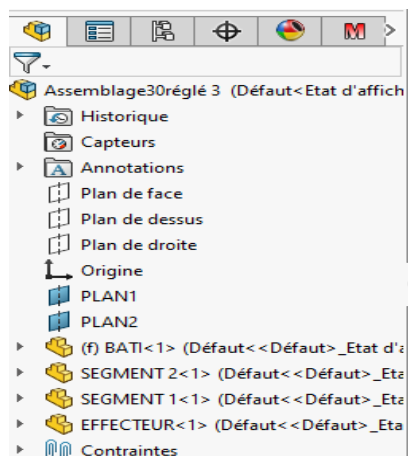 M
Assemblage30réglé 3 (Défaut<Etat d'affich
Historique
Capteurs
A Annotations
Plan de face
Plan de dessus
Plan de droite
Origine
PLAN1
PLAN2
(f) BATI<1> (Défaut<<Défaut>_Etat d'a
SEGMENT 2<1> (Défaut<<Défaut>_Eta
SEGMENT 1<1> (Défaut<<Défaut>_Eta
EFFECTEUR<1> (Défaut<<Défaut>_Eta
Contraintes